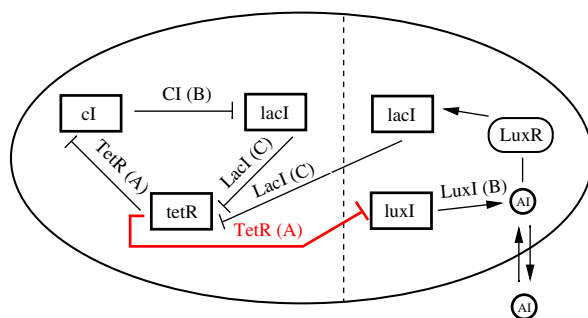 CI (B)
cI
lacI
lacI
LuxR
TetR (A)
LacI (C)
LacI (C)
LuxI (B)
tetR
TetR (A)
luxI
AI
AI